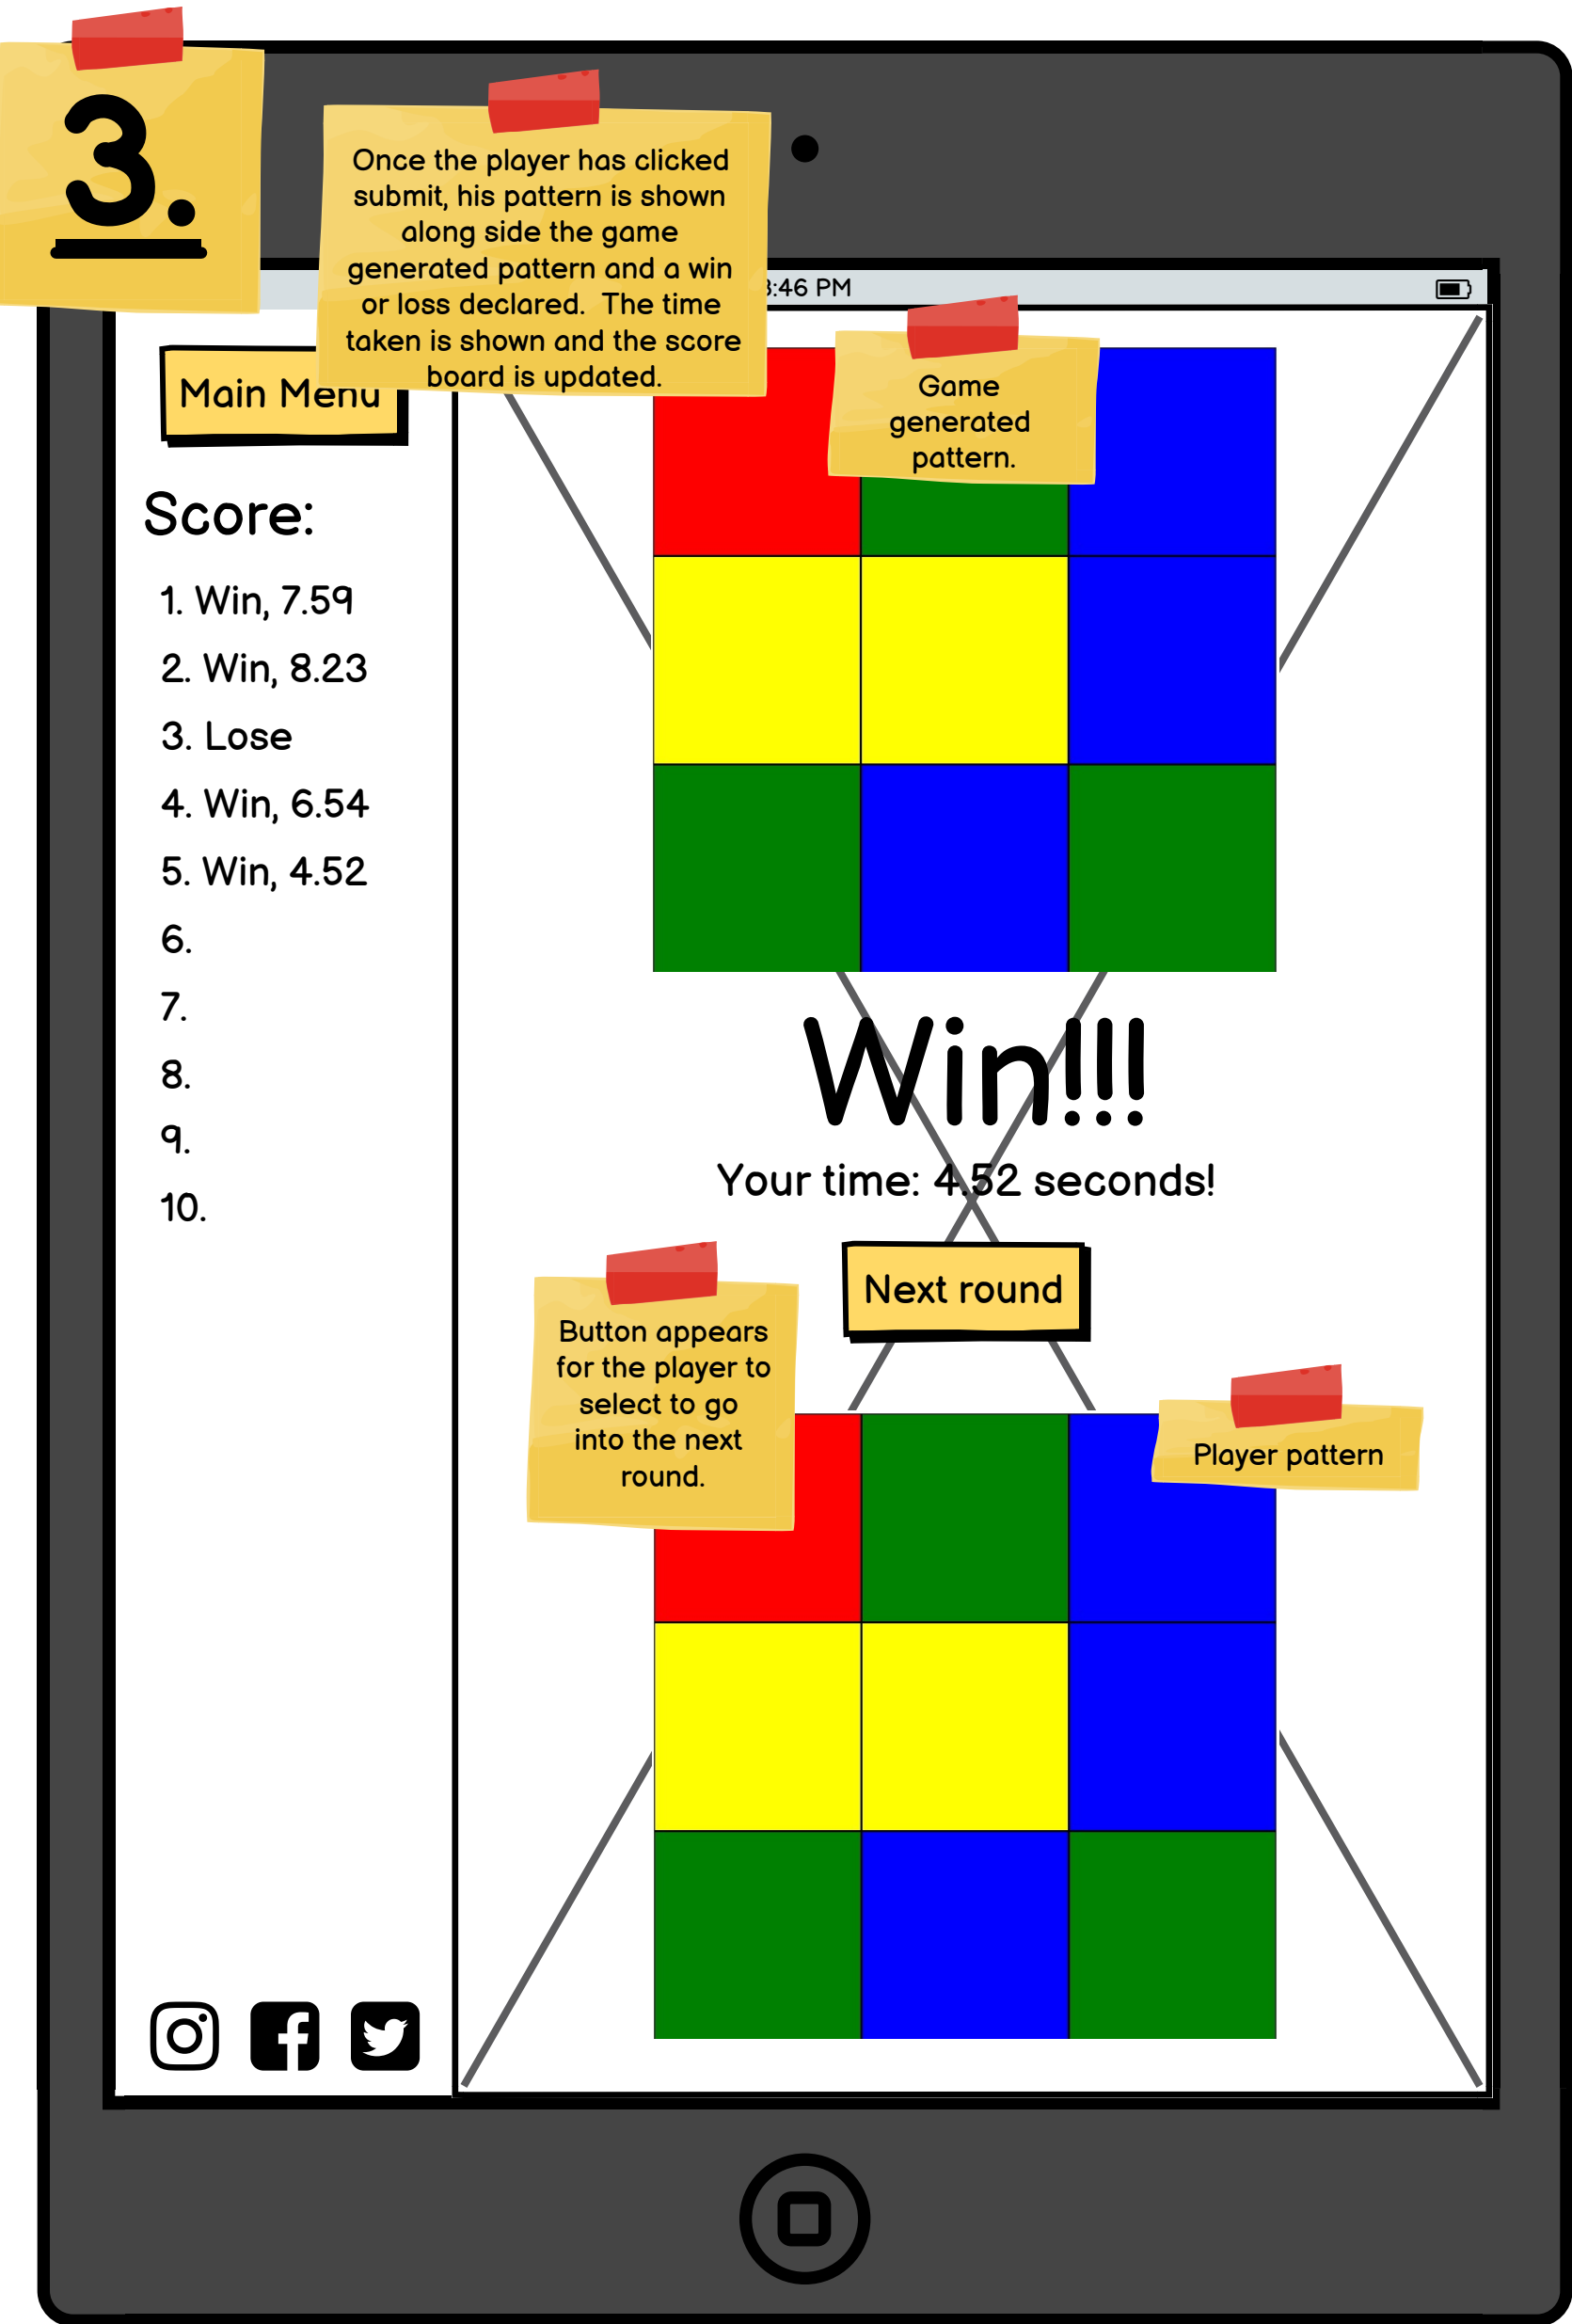 3.
Once the player has clicked
submit, his pattern is shown
along side the game
generated pattern and a win
or loss declared.  The time
taken is shown and the score
board is updated.
:46 PM
Main Menu
Game
generated
pattern.
Score:
1. Win, 7.59
2. Win, 8.23
3. Lose
4. Win, 6.54
5. Win, 4.52
6.
7.
8.
9.
10.
Win!!!
Your time: 4.52 seconds!
Next round
Button appears
for the player to
select to go
into the next
round.
Player pattern